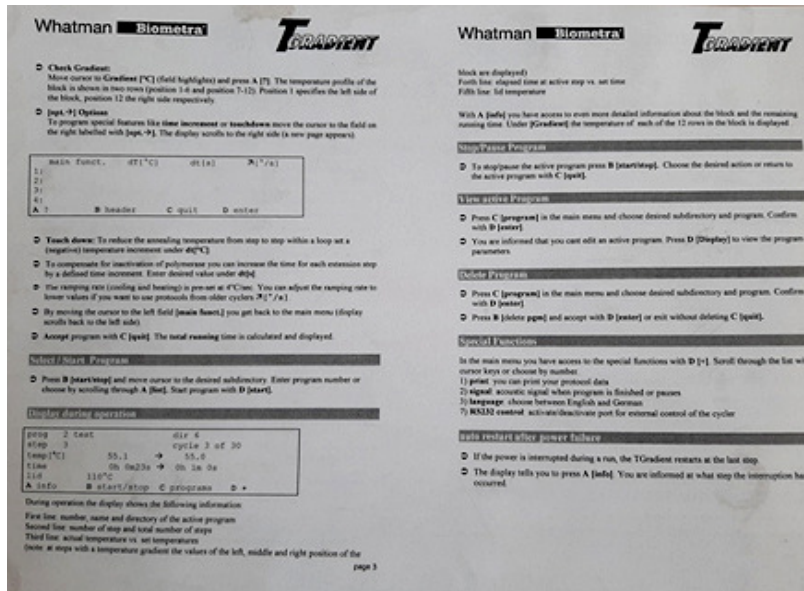 Whatman Biometra
TGRADIENT
➲ Check Gradient:
Move cursor to Gradient [°C] (field highlights) and press A [?]. The temperature profile of the
block is shown in two rows (position 1-6 and position 7-12). Position 1 specifies the left side of
the block, position 12 the right side respectively.
➲ [opt.→] Options
To program special features like time increment or touchdown move the cursor to the field on
the right labelled with [opt.→]. The display scrolls to the right side (a new page appears).
main funct. dT[°C] dt[s] ↗[°/s]
1:
2:
3:
4:
A ? B header C quit D enter
➲ Touch down: To reduce the annealing temperature from step to step within a loop set a
(negative) temperature increment under dt[°C].
➲ To compensate for inactivation of polymerase you can increase the time for each extension step
by a defined time increment. Enter desired value under dt[s].
➲ The ramping rate (cooling and heating) is pre-set at 4°C/sec. You can adjust the ramping rate to
lower values if you want to use protocols from older cyclers ↗[°/s].
➲ By moving the cursor to the left field [main funct.] you get back to the main menu (display
scrolls back to the left side).
➲ Accept program with C [quit]. The total running time is calculated and displayed.
Select / Start Program
➲ Press B [start/stop] and move cursor to the desired subdirectory. Enter program number or
choose by scrolling through A [list]. Start program with D [start].
Display during operation
prog 2 test dir 6
step 3 cycle 3 of 30
temp[°C] 55.1 → 55.0
time 0h 0m23s → 0h 1m 0s
lid 110°C
A info B start/stop C programs D +
During operation the display shows the following information:
First line: number, name and directory of the active program
Second line: number of step and total number of steps
Third line: actual temperature vs. set temperatures
(note: at steps with a temperature gradient the values of the left, middle and right position of the
page 5
Whatman Biometra
TGRADIENT
block are displayed)
Forth line: elapsed time at active step vs. set time
Fifth line: lid temperature
With A [info] you have access to even more detailed information about the block and the remaining
running time. Under [Gradient] the temperature of each of the 12 rows in the block is displayed .
Stop/Pause Program
➲ To stop/pause the active program press B [start/stop]. Choose the desired action or return to
the active program with C [quit].
View active Program
➲ Press C [program] in the main menu and choose desired subdirectory and program. Confirm
with D [enter].
➲ You are informed that you cant edit an active program. Press D [Display] to view the program
parameters.
Delete Program
➲ Press C [program] in the main menu and choose desired subdirectory and program. Confirm
with D [enter].
➲ Press B [delete pgm] and accept with D [enter] or exit without deleting C [quit].
Special Functions
In the main menu you have access to the special functions with D [+]. Scroll through the list wi
cursor keys or choose by number.
1) print: you can print your protocol data
2) signal: acoustic signal when program is finished or pauses
3) language: choose between English and German
7) RS232 control: activate/deactivate port for external control of the cycler
auto restart after power failure
➲ If the power is interrupted during a run, the TGradient restarts at the last step.
➲ The display tells you to press A [info]. You are informed at what step the interruption has
occurred.